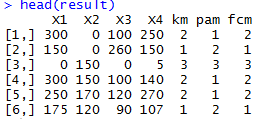 > head(result)
X1 X2 X3 X4 km pam fcm
[1,] 300 0 100 250 2 1 2
[2,] 150 0 260 150 1 2 1
[3,] 0 150 0 5 3 3 3
[4,] 300 150 100 140 2 1 2
[5,] 250 170 120 270 2 1 2
[6,] 175 120 90 107 1 2 1